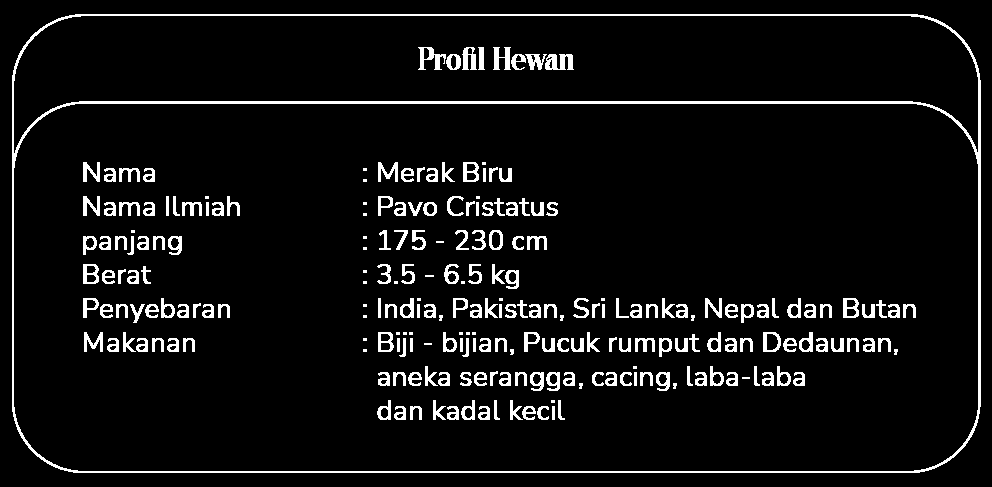 Profil Hewan
Nama : Merak Biru
Nama Ilmiah : Pavo Cristatus
panjang : 175 - 230 cm
Berat : 3.5 - 6.5 kg
Penyebaran : India, Pakistan, Sri Lanka, Nepal dan Butan
Makanan : Biji - bijian, Pucuk rumput dan Dedaunan,
aneka serangga, cacing, laba-laba
dan kadal kecil